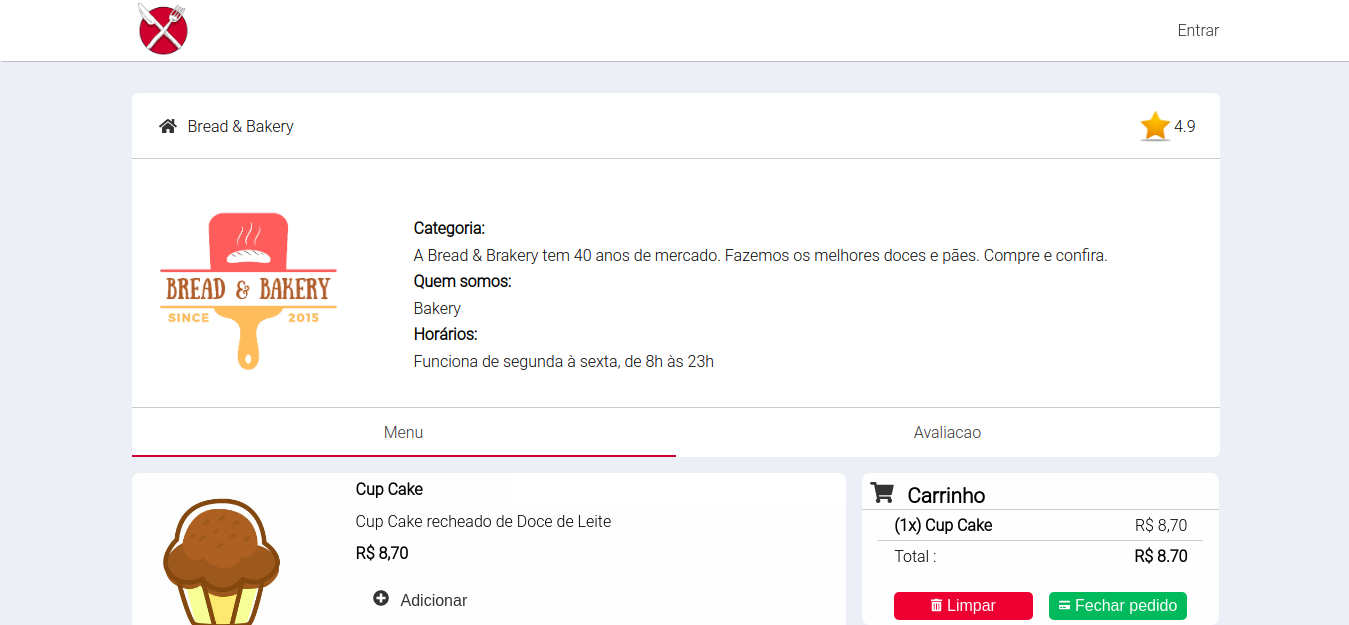 Entrar
Bread & Bakery
4.9
BREAD & BAKERY
SINCE 2015
Categoria:
A Bread & Brakery tem 40 anos de mercado. Fazemos os melhores doces e pães. Compre e confira.
Quem somos:
Bakery
Horários:
Funciona de segunda à sexta, de 8h às 23h
Menu
Avaliacao
Cup Cake
Cup Cake recheado de Doce de Leite
R$ 8,70
Adicionar
Carrinho
(1x) Cup Cake R$ 8,70
Total : R$ 8.70
Limpar
Fechar pedido